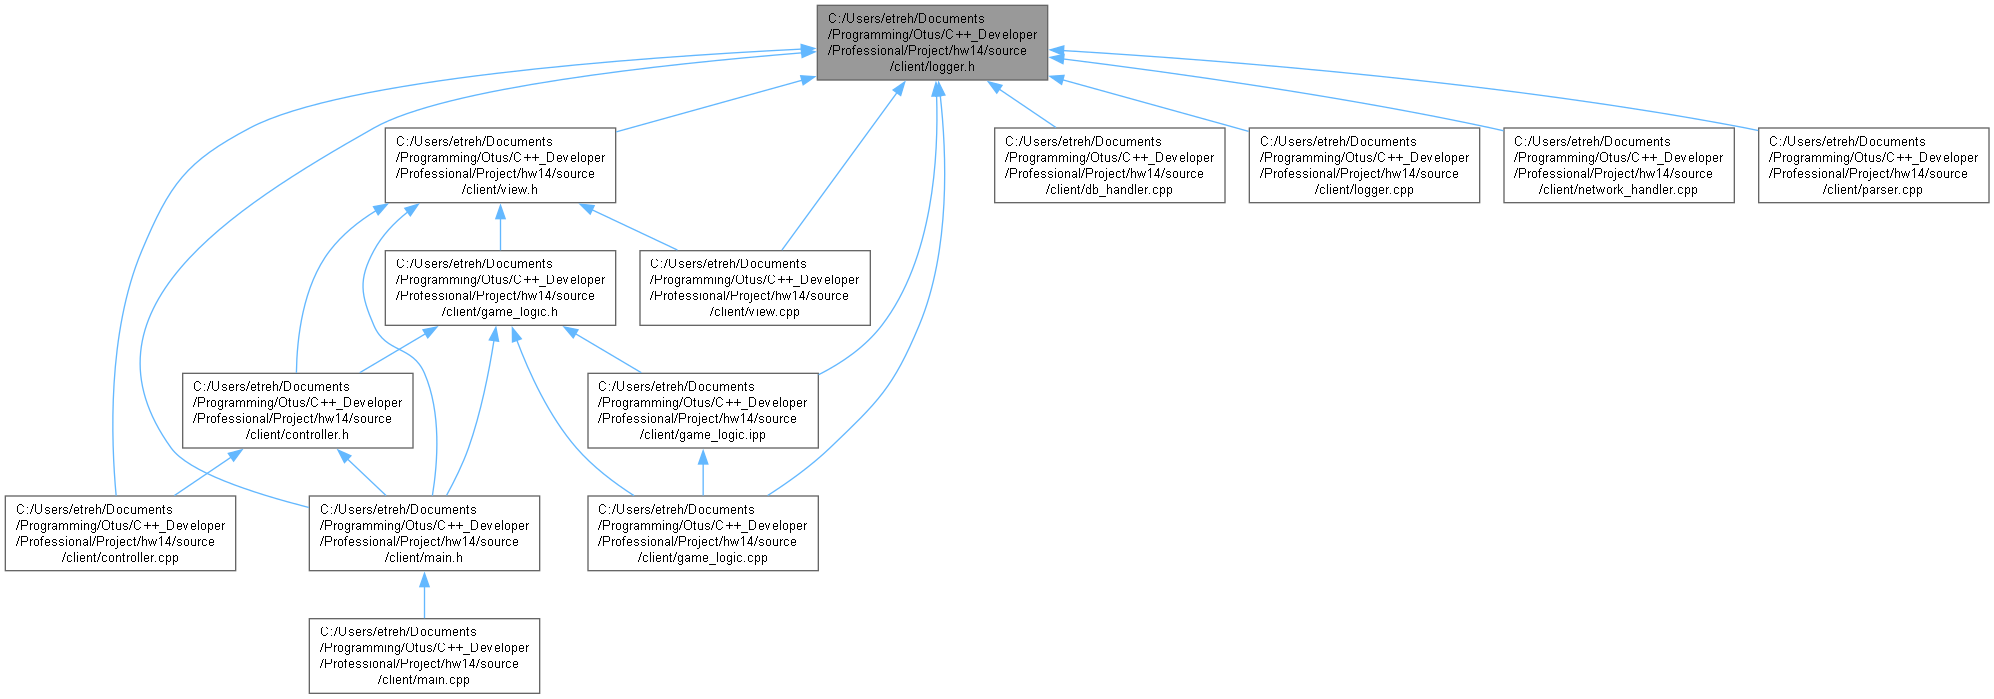 C:/Users/etreh/Documents
/Programming/Otus/C++_Developer
/Professional/Project/hw14/source
/client/logger.h
C:/Users/etreh/Documents
/Programming/Otus/C++_Developer
/Professional/Project/hw14/source
/client/view.h
C:/Users/etreh/Documents
/Programming/Otus/C++_Developer
/Professional/Project/hw14/source
/client/db_handler.cpp
C:/Users/etreh/Documents
/Programming/Otus/C++_Developer
/Professional/Project/hw14/source
/client/logger.cpp
C:/Users/etreh/Documents
/Programming/Otus/C++_Developer
/Professional/Project/hw14/source
/client/network_handler.cpp
C:/Users/etreh/Documents
/Programming/Otus/C++_Developer
/Professional/Project/hw14/source
/client/parser.cpp
C:/Users/etreh/Documents
/Programming/Otus/C++_Developer
/Professional/Project/hw14/source
/client/game_logic.h
C:/Users/etreh/Documents
/Programming/Otus/C++_Developer
/Professional/Project/hw14/source
/client/view.cpp
C:/Users/etreh/Documents
/Programming/Otus/C++_Developer
/Professional/Project/hw14/source
/client/controller.h
C:/Users/etreh/Documents
/Programming/Otus/C++_Developer
/Professional/Project/hw14/source
/client/game_logic.ipp
C:/Users/etreh/Documents
/Programming/Otus/C++_Developer
/Professional/Project/hw14/source
/client/controller.cpp
C:/Users/etreh/Documents
/Programming/Otus/C++_Developer
/Professional/Project/hw14/source
/client/main.h
C:/Users/etreh/Documents
/Programming/Otus/C++_Developer
/Professional/Project/hw14/source
/client/game_logic.cpp
C:/Users/etreh/Documents
/Programming/Otus/C++_Developer
/Professional/Project/hw14/source
/client/main.cpp